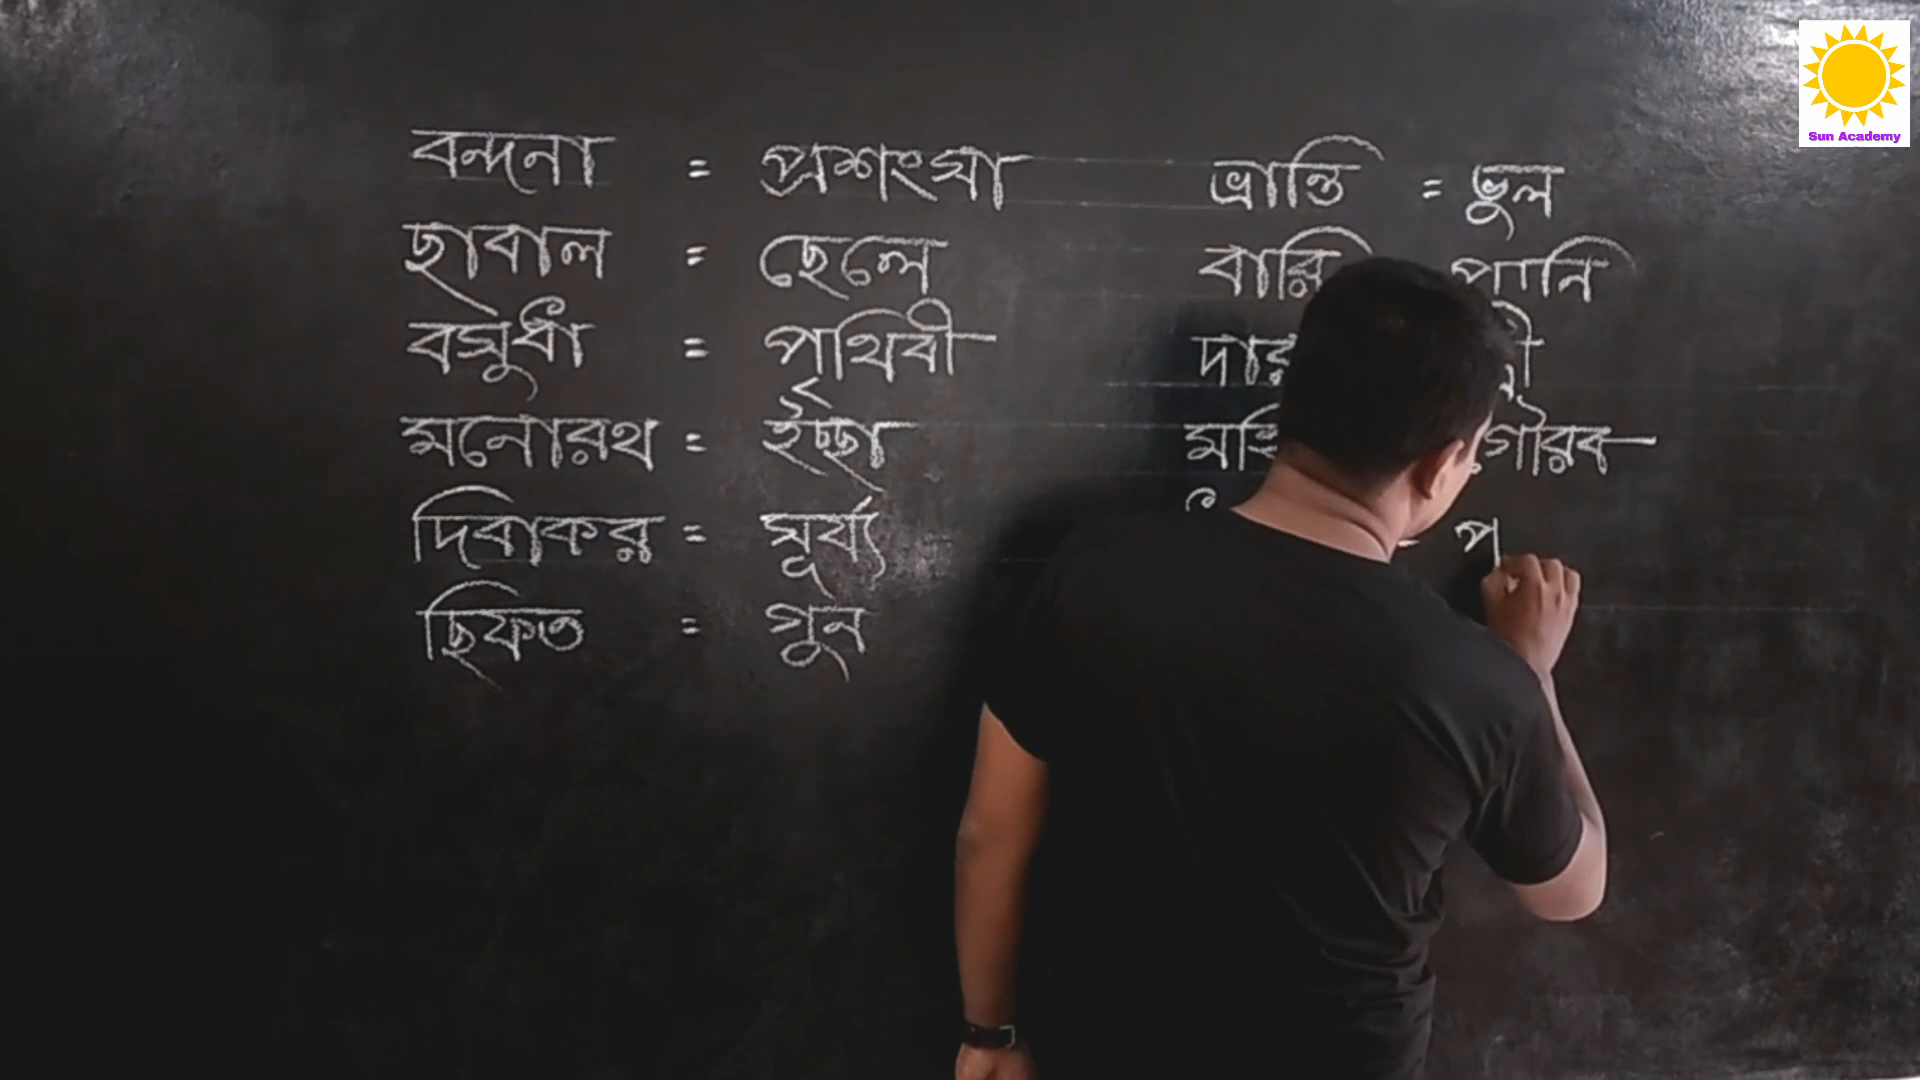 বন্দনা = প্রশংষা
ছাবাল = ছেলে
বসুধা = পৃথিবী
মনোরথ = ইচ্ছা
দিবাকর = সূর্য্য
ছিফত = গুন
ভ্রান্তি = ভুল
বারি পানি
গৌরব
Sun Academy